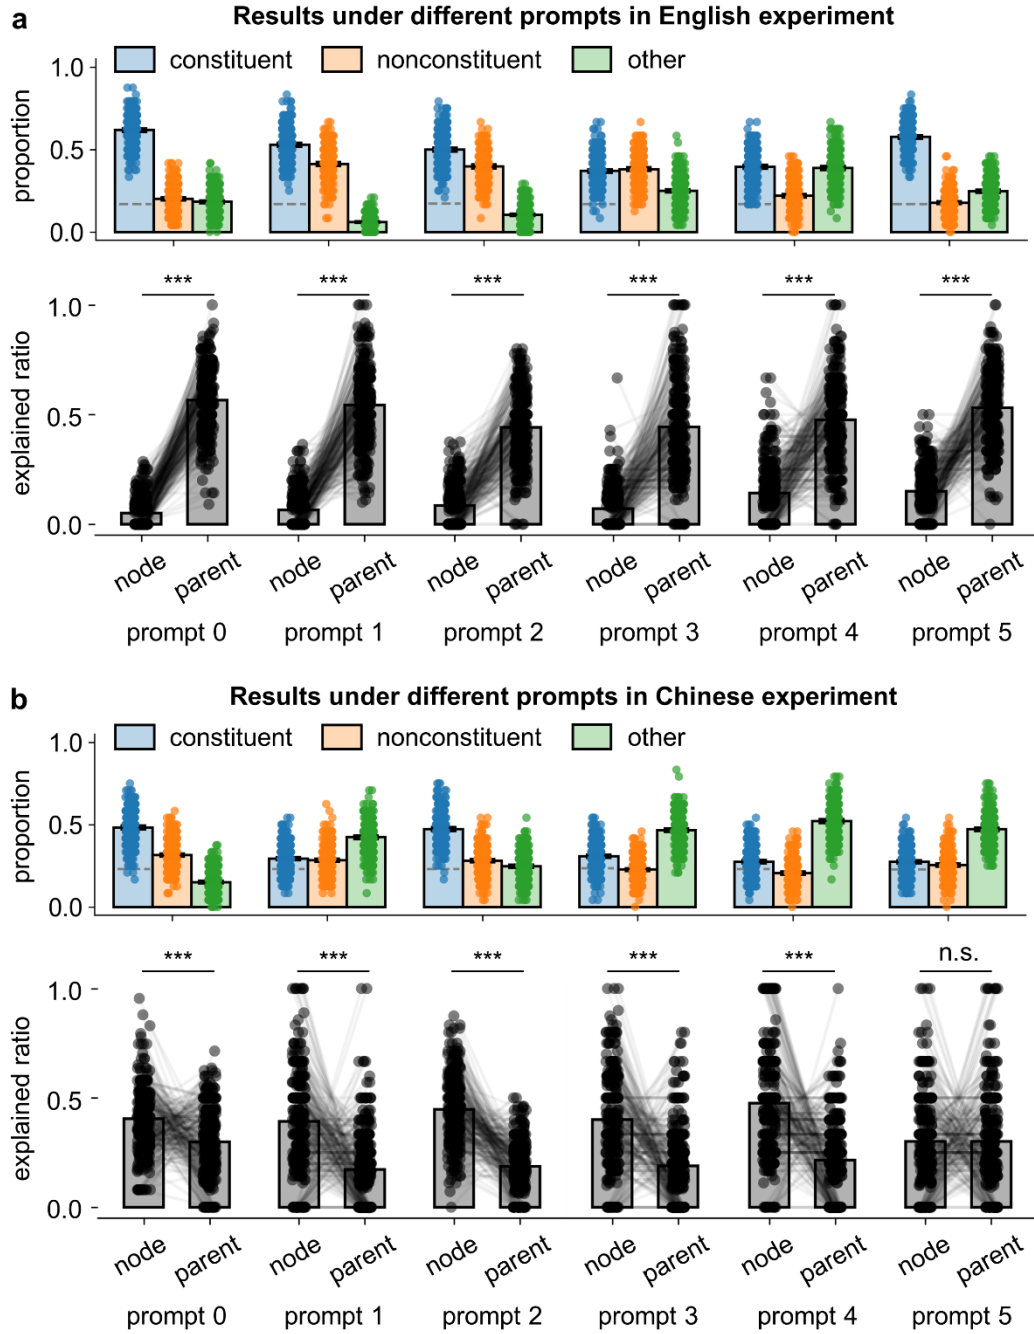 a Results under different prompts in English experiment
constituent nonconstituent other
proportion
1.0
0.5
0.0
*** *** *** *** *** ***
explained ratio
1.0
0.5
0.0
node parent node parent node parent node parent node parent node parent
prompt 0 prompt 1 prompt 2 prompt 3 prompt 4 prompt 5
b Results under different prompts in Chinese experiment
constituent nonconstituent other
proportion
1.0
0.5
0.0
*** *** *** *** *** n.s.
explained ratio
1.0
0.5
0.0
node parent node parent node parent node parent node parent node parent
prompt 0 prompt 1 prompt 2 prompt 3 prompt 4 prompt 5